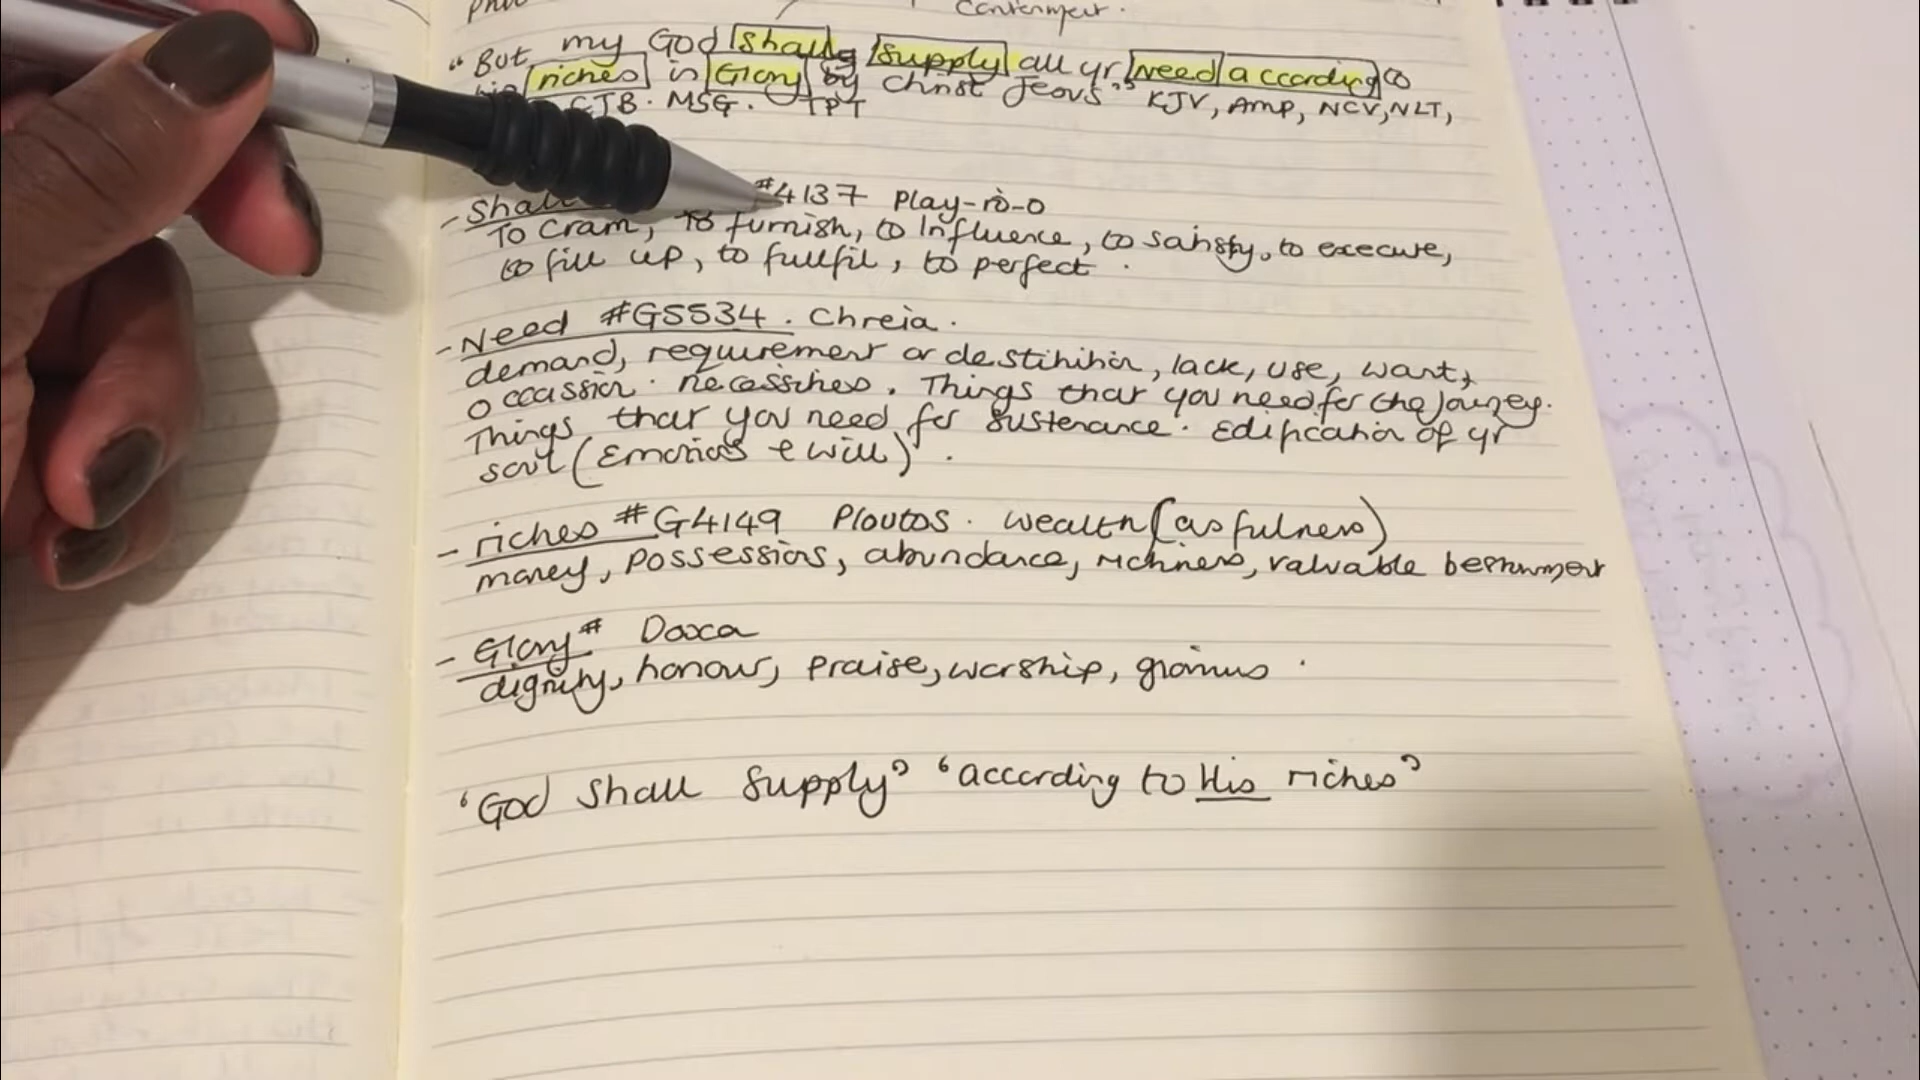 Contentment.
"But my God shall supply all yr need according to
his riches in Glory by Christ Jesus" KJV, Amp, NCV, NLT,
CJB. MSG. TPT
- Shall #4137 Play-rò-o
To Cram, To furnish, to Influence, to satisfy, to execute,
to fill up, to fullfil, to perfect.
- Need #G5534. Chreia.
demand, requirement or destitution, lack, use, want,
occassion. necessities. Things that you need for the Journey.
Things that you need for sustenance. Edification of yr
soul (Emotions & will).
- riches #G4149 Ploutos. Wealth (as fulness)
money, possessions, abundance, richness, valuable bestowment
- Glory # Doxa
dignity, honour, praise, worship,
'God shall supply' 'according to His riches'